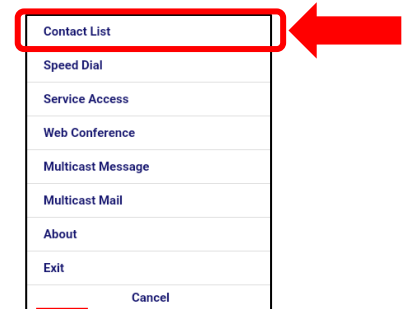 Contact List
Speed Dial
Service Access
Web Conference
Multicast Message
Multicast Mail
About
Exit
Cancel